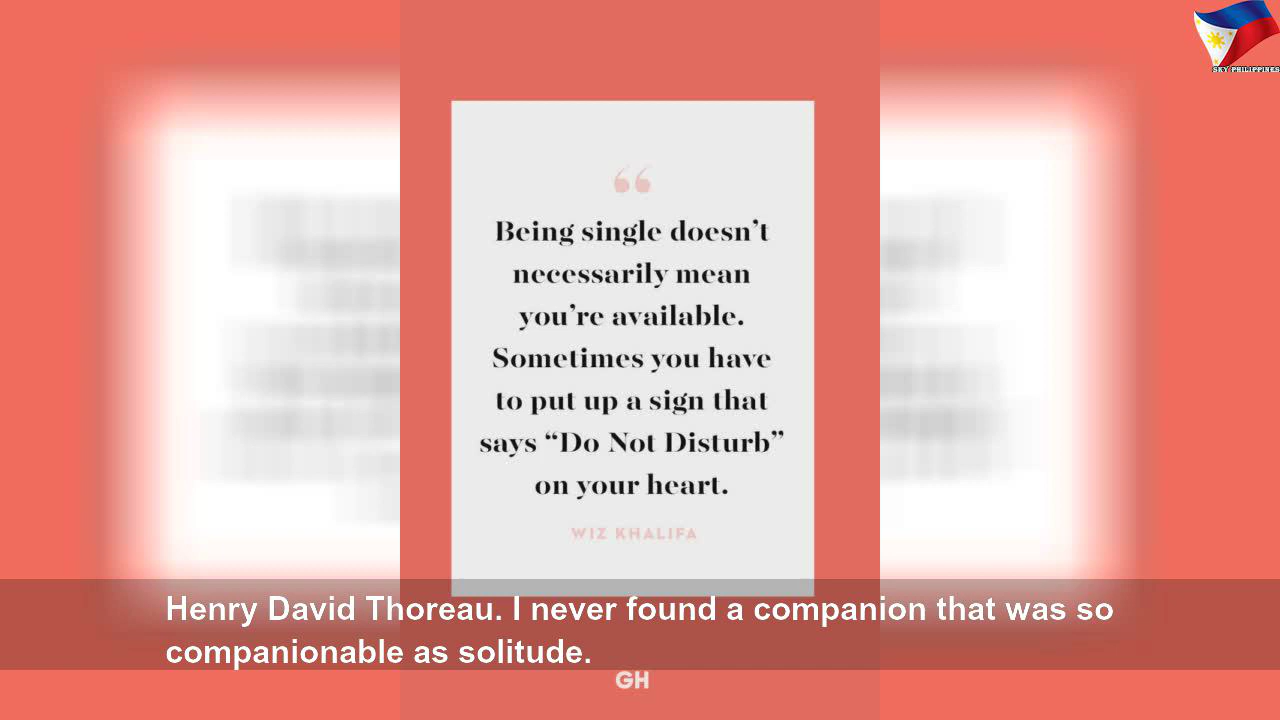 SKY PHILIPPINES
“
Being single doesn’t
necessarily mean
you’re available.
Sometimes you have
to put up a sign that
says “Do Not Disturb”
on your heart.
WIZ KHALIFA
Henry David Thoreau. I never found a companion that was so
companionable as solitude.
GH